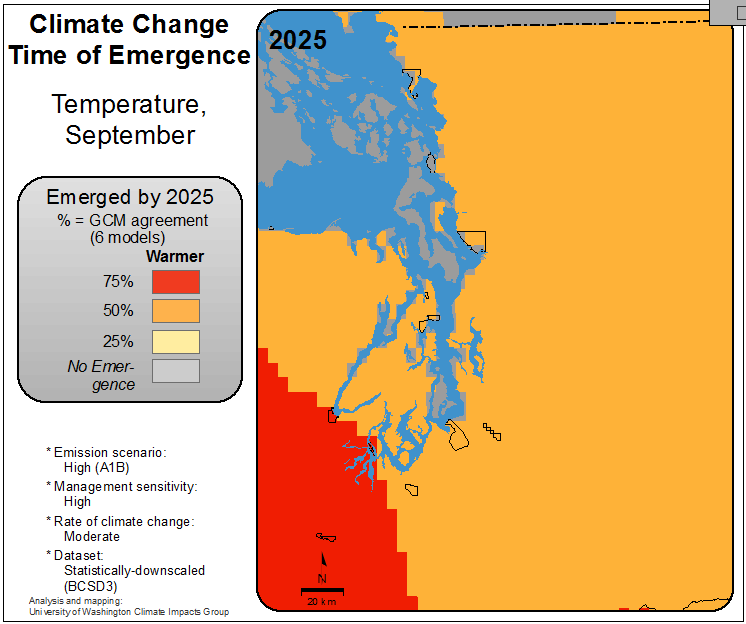 Climate Change
Time of Emergence
Temperature,
September
Emerged by 2025
% = GCM agreement
(6 models)
Warmer
75%
50%
25%
No Emer-
gence
* Emission scenario:
High (A1B)
* Management sensitivity:
High
* Rate of climate change:
Moderate
* Dataset:
Statistically-downscaled
(BCSD3)
Analysis and mapping:
University of Washington Climate Impacts Group
2025
N
20 km